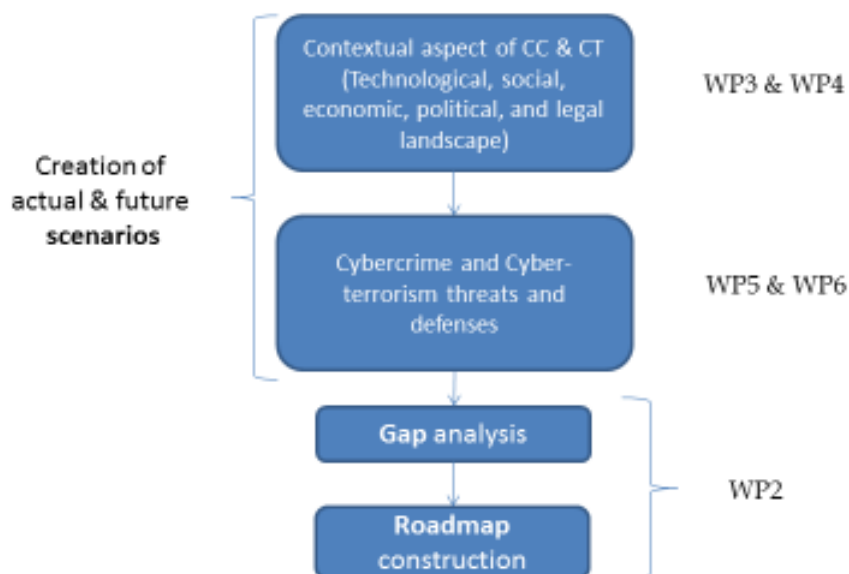 Contextual aspect of CC & CT
(Technological, social,
economic, political, and legal
landscape)
WP3 & WP4
Creation of
actual & future
scenarios
Cybercrime and Cyber-
terrorism threats and
defenses
WP5 & WP6
Gap analysis
WP2
Roadmap
construction